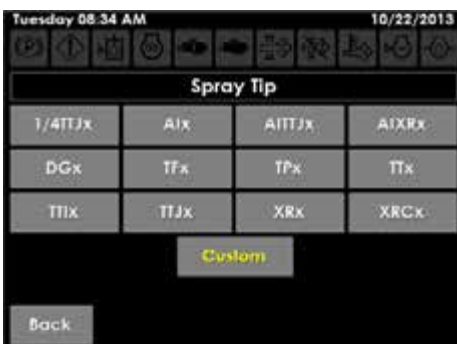 Tuesday 08:34 AM 10/22/2013
(P)
Spray Tip
1/4TTJx AIx AITTJx AIXRx
DGx TFx TPx TTx
TTIx TTJx XRx XRCx
Custom
Back